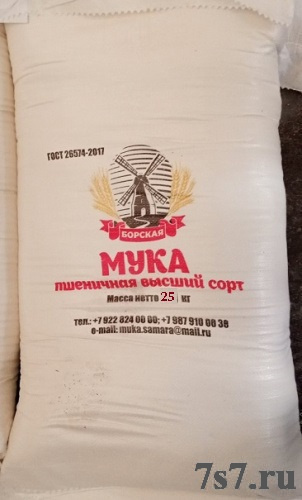 ГОСТ 26574-2017
БОРСКАЯ
МУКА
пшеничная высший сорт
Масса нетто 25 кг
тел.: +7 922 824 00 00; +7 987 910 00 38
e-mail: muka.samara@mail.ru
7s7.ru